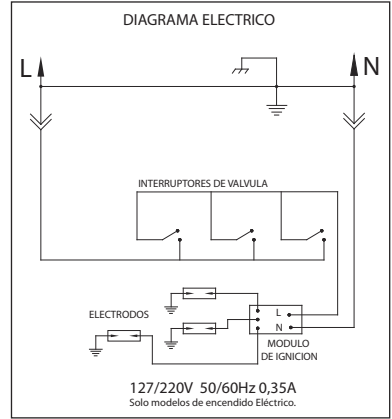 DIAGRAMA ELECTRICO
L N
INTERRUPTORES DE VALVULA
ELECTRODOS
L
N
MODULO
DE IGNICION
127/220V 50/60Hz 0,35A
Solo modelos de encendido Eléctrico.